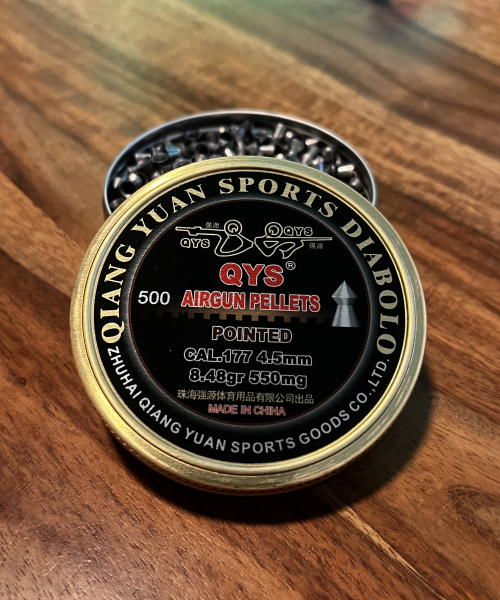 QIANG YUAN SPORTS DIABOLO
强源 QYS
QYS
QYS®
500 AIRGUN PELLETS
POINTED
CAL.177 4.5mm
8.48gr 550mg
珠海强源体育用品有限公司出品
MADE IN CHINA
ZHUHAI QIANG YUAN SPORTS GOODS CO.,LTD.